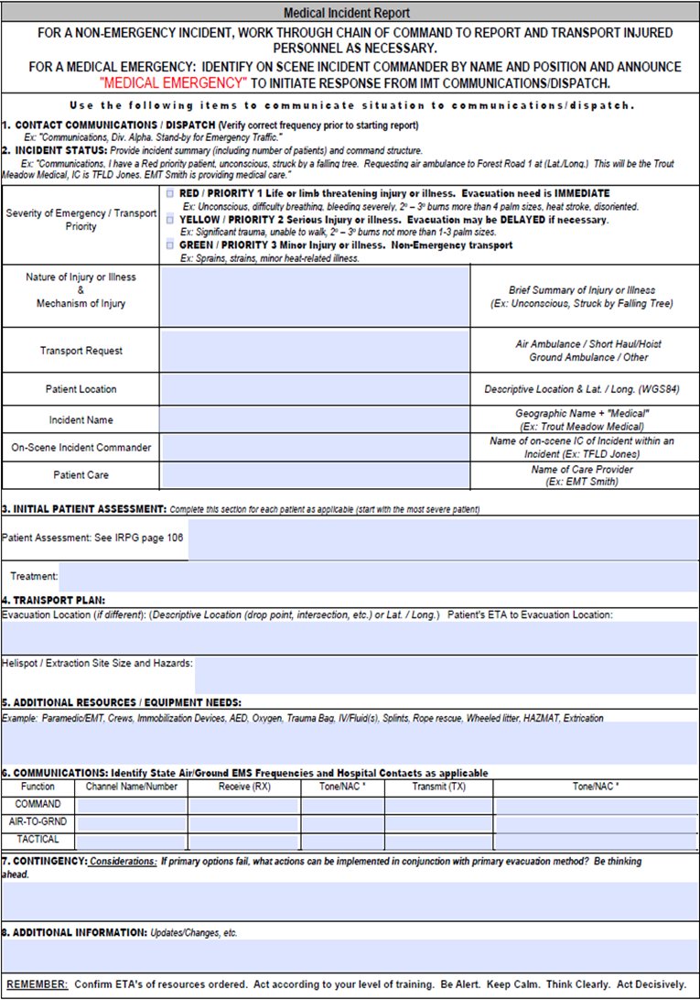 Medical Incident Report
FOR A NON-EMERGENCY INCIDENT, WORK THROUGH CHAIN OF COMMAND TO REPORT AND TRANSPORT INJURED
PERSONNEL AS NECESSARY.
FOR A MEDICAL EMERGENCY: IDENTIFY ON SCENE INCIDENT COMMANDER BY NAME AND POSITION AND ANNOUNCE
"MEDICAL EMERGENCY" TO INITIATE RESPONSE FROM IMT COMMUNICATIONS/DISPATCH.
Use the following items to communicate situation to communications/dispatch.
1. CONTACT COMMUNICATIONS / DISPATCH (Verify correct frequency prior to starting report)
Ex: "Communications, Div. Alpha. Stand-by for Emergency Traffic."
2. INCIDENT STATUS: Provide incident summary (including number of patients) and command structure.
Ex: "Communications, I have a Red priority patient, unconscious, struck by a falling tree. Requesting air ambulance to Forest Road 1 at (Lat./Long.) This will be the Trout
Meadow Medical, IC is TFLD Jones. EMT Smith is providing medical care."
Severity of Emergency / Transport
Priority
RED / PRIORITY 1 Life or limb threatening injury or illness. Evacuation need is IMMEDIATE
Ex: Unconscious, difficulty breathing, bleeding severely, 2º – 3º burns more than 4 palm sizes, heat stroke, disoriented.
YELLOW / PRIORITY 2 Serious Injury or illness. Evacuation may be DELAYED if necessary.
Ex: Significant trauma, unable to walk, 2º – 3º burns not more than 1-3 palm sizes.
GREEN / PRIORITY 3 Minor Injury or illness. Non-Emergency transport
Ex: Sprains, strains, minor heat-related illness.
Nature of Injury or Illness
&
Mechanism of Injury
Brief Summary of Injury or Illness
(Ex: Unconscious, Struck by Falling Tree)
Transport Request
Air Ambulance / Short Haul/Hoist
Ground Ambulance / Other
Patient Location
Descriptive Location & Lat. / Long. (WGS84)
Incident Name
Geographic Name + "Medical"
(Ex: Trout Meadow Medical)
On-Scene Incident Commander
Name of on-scene IC of Incident within an
Incident (Ex: TFLD Jones)
Patient Care
Name of Care Provider
(Ex: EMT Smith)
3. INITIAL PATIENT ASSESSMENT: Complete this section for each patient as applicable (start with the most severe patient)
Patient Assessment: See IRPG page 106
Treatment:
4. TRANSPORT PLAN:
Evacuation Location (if different): (Descriptive Location (drop point, intersection, etc.) or Lat. / Long.) Patient's ETA to Evacuation Location:
Helispot / Extraction Site Size and Hazards:
5. ADDITIONAL RESOURCES / EQUIPMENT NEEDS:
Example: Paramedic/EMT, Crews, Immobilization Devices, AED, Oxygen, Trauma Bag, IV/Fluid(s), Splints, Rope rescue, Wheeled litter, HAZMAT, Extrication
6. COMMUNICATIONS: Identify State Air/Ground EMS Frequencies and Hospital Contacts as applicable
Function Channel Name/Number Receive (RX) Tone/NAC * Transmit (TX) Tone/NAC *
COMMAND
AIR-TO-GRND
TACTICAL
7. CONTINGENCY: Considerations: If primary options fail, what actions can be implemented in conjunction with primary evacuation method? Be thinking
ahead.
8. ADDITIONAL INFORMATION: Updates/Changes, etc.
REMEMBER: Confirm ETA's of resources ordered. Act according to your level of training. Be Alert. Keep Calm. Think Clearly. Act Decisively.